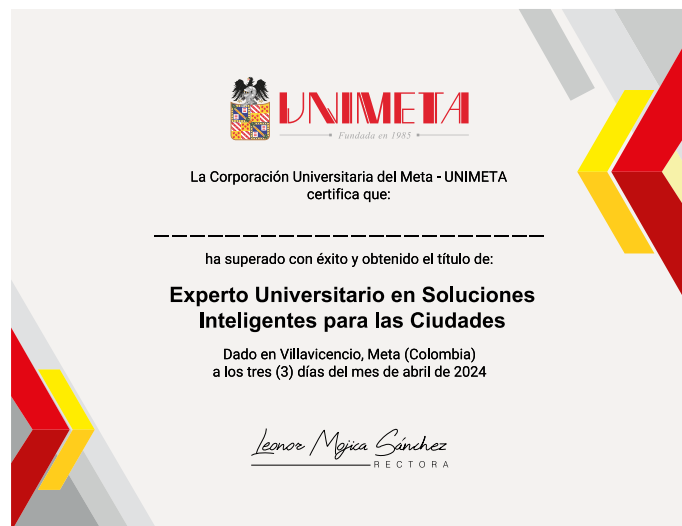 UNIMETA
Fundada en 1985
La Corporación Universitaria del Meta - UNIMETA
certifica que:
ha superado con éxito y obtenido el título de:
Experto Universitario en Soluciones
Inteligentes para las Ciudades
Dado en Villavicencio, Meta (Colombia)
a los tres (3) días del mes de abril de 2024
Leonor Mojica Sánchez
RECTORA